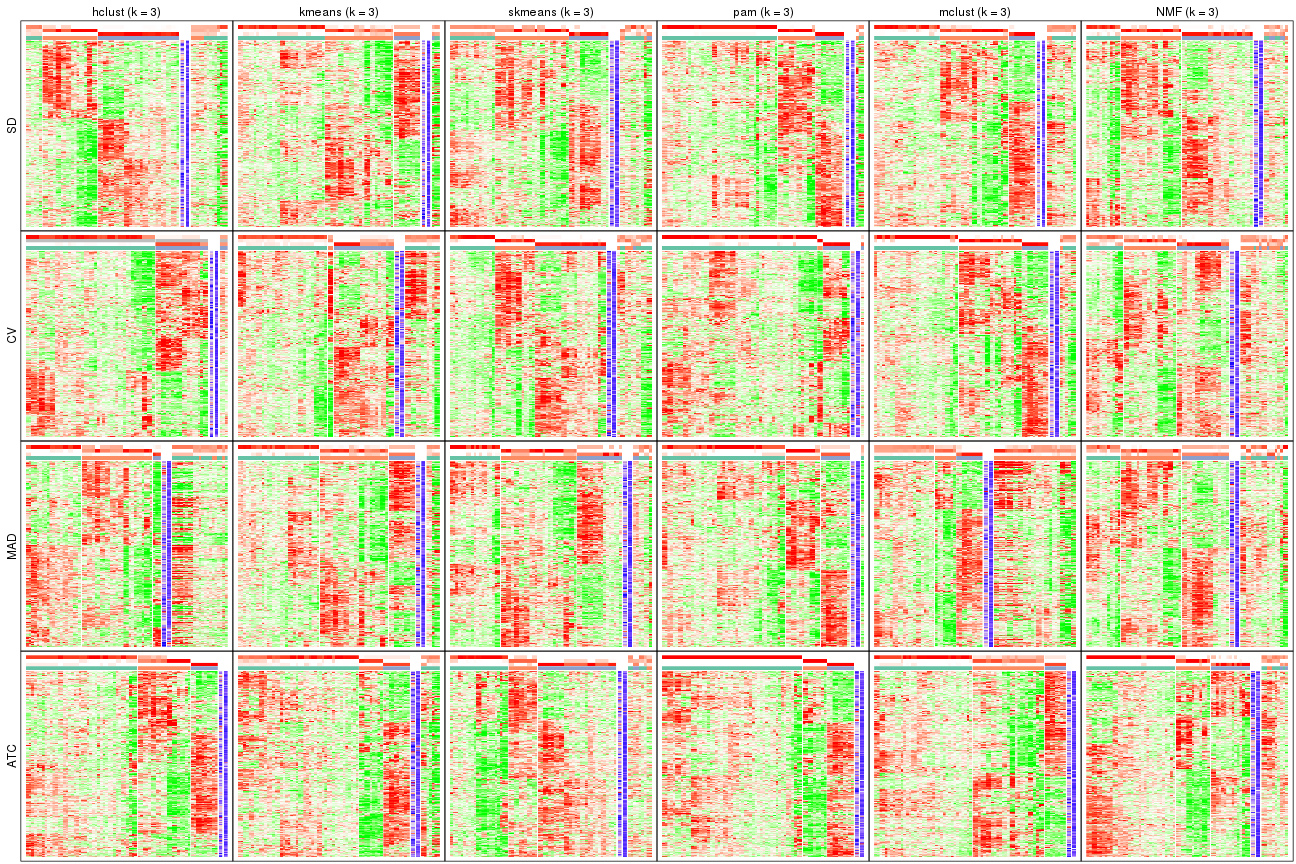 hclust (k = 3) kmeans (k = 3) skmeans (k = 3) pam (k = 3) mclust (k = 3) NMF (k = 3)
SD
CV
MAD
ATC